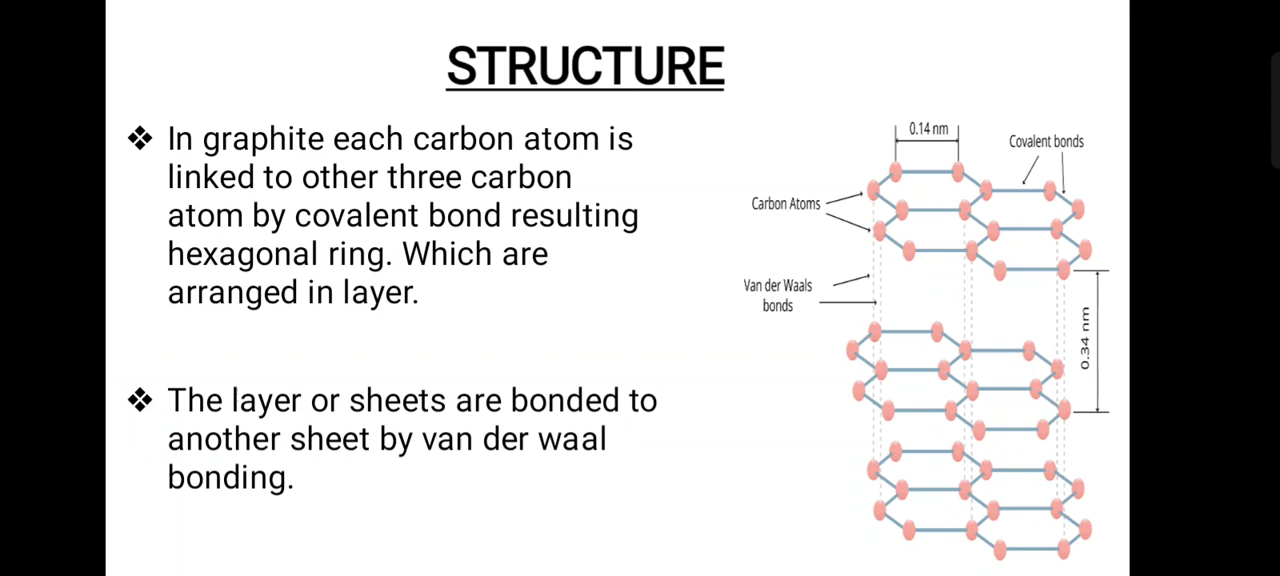 STRUCTURE
❖ In graphite each carbon atom is
linked to other three carbon
atom by covalent bond resulting
hexagonal ring. Which are
arranged in layer.
❖ The layer or sheets are bonded to
another sheet by van der waal
bonding.
0.14 nm
Covalent bonds
Carbon Atoms
Van der Waals
bonds
0.34 nm